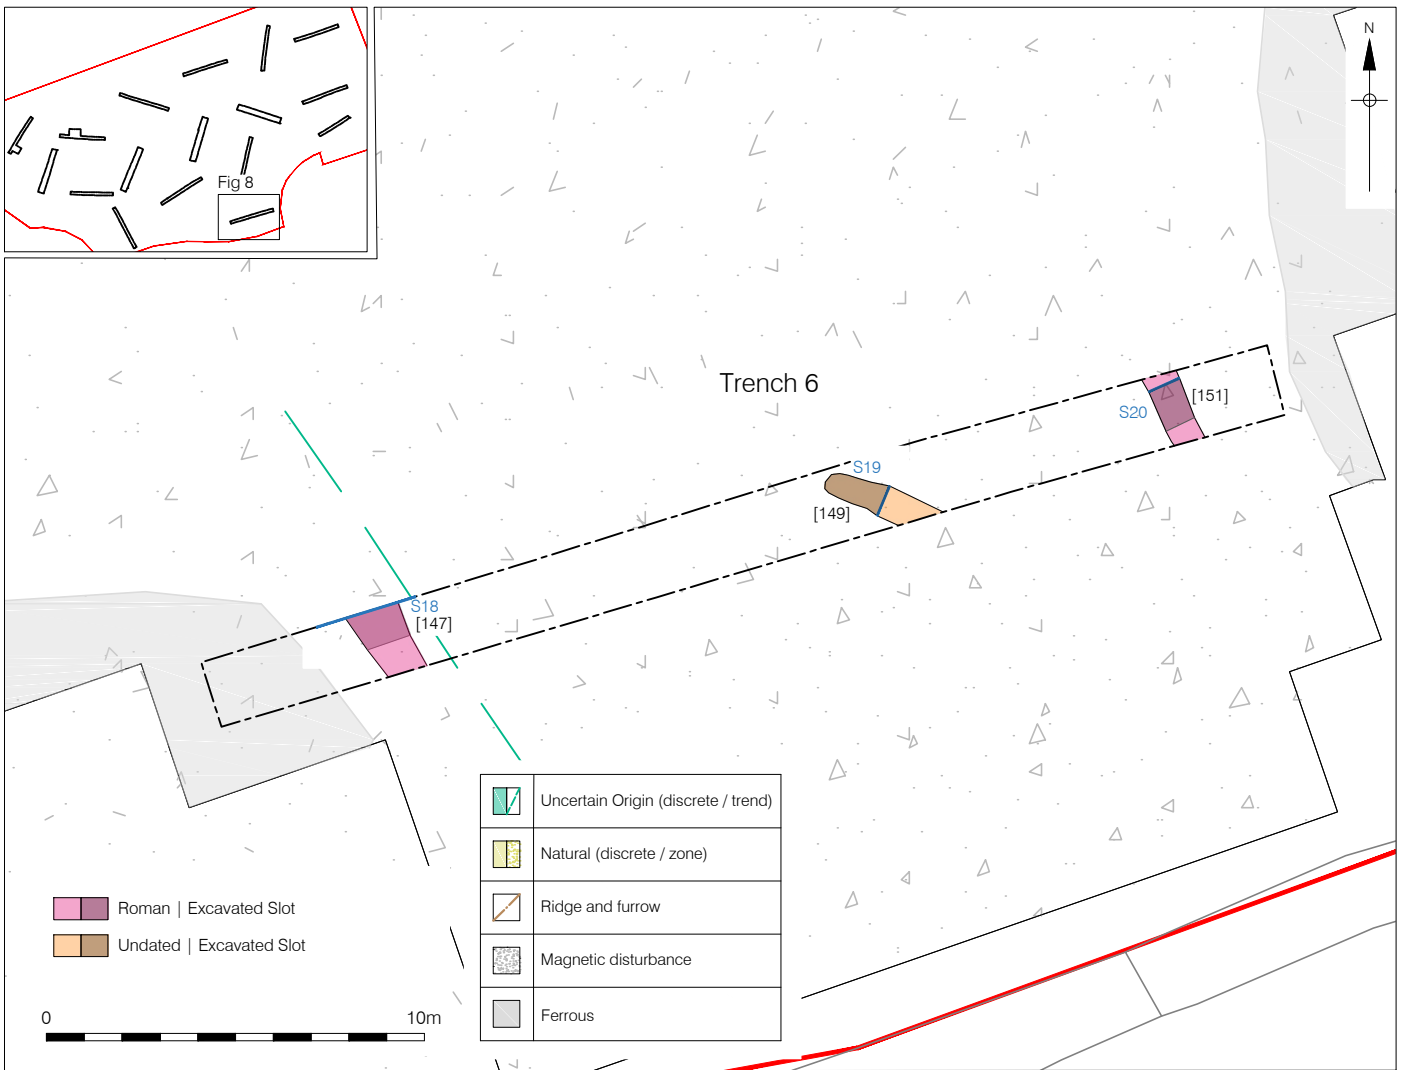 Fig 8
N
Trench 6
[151]
S20
S19
[149]
S18
[147]
Uncertain Origin (discrete / trend)
Natural (discrete / zone)
Ridge and furrow
Magnetic disturbance
Ferrous
Roman | Excavated Slot
Undated | Excavated Slot
0 10m